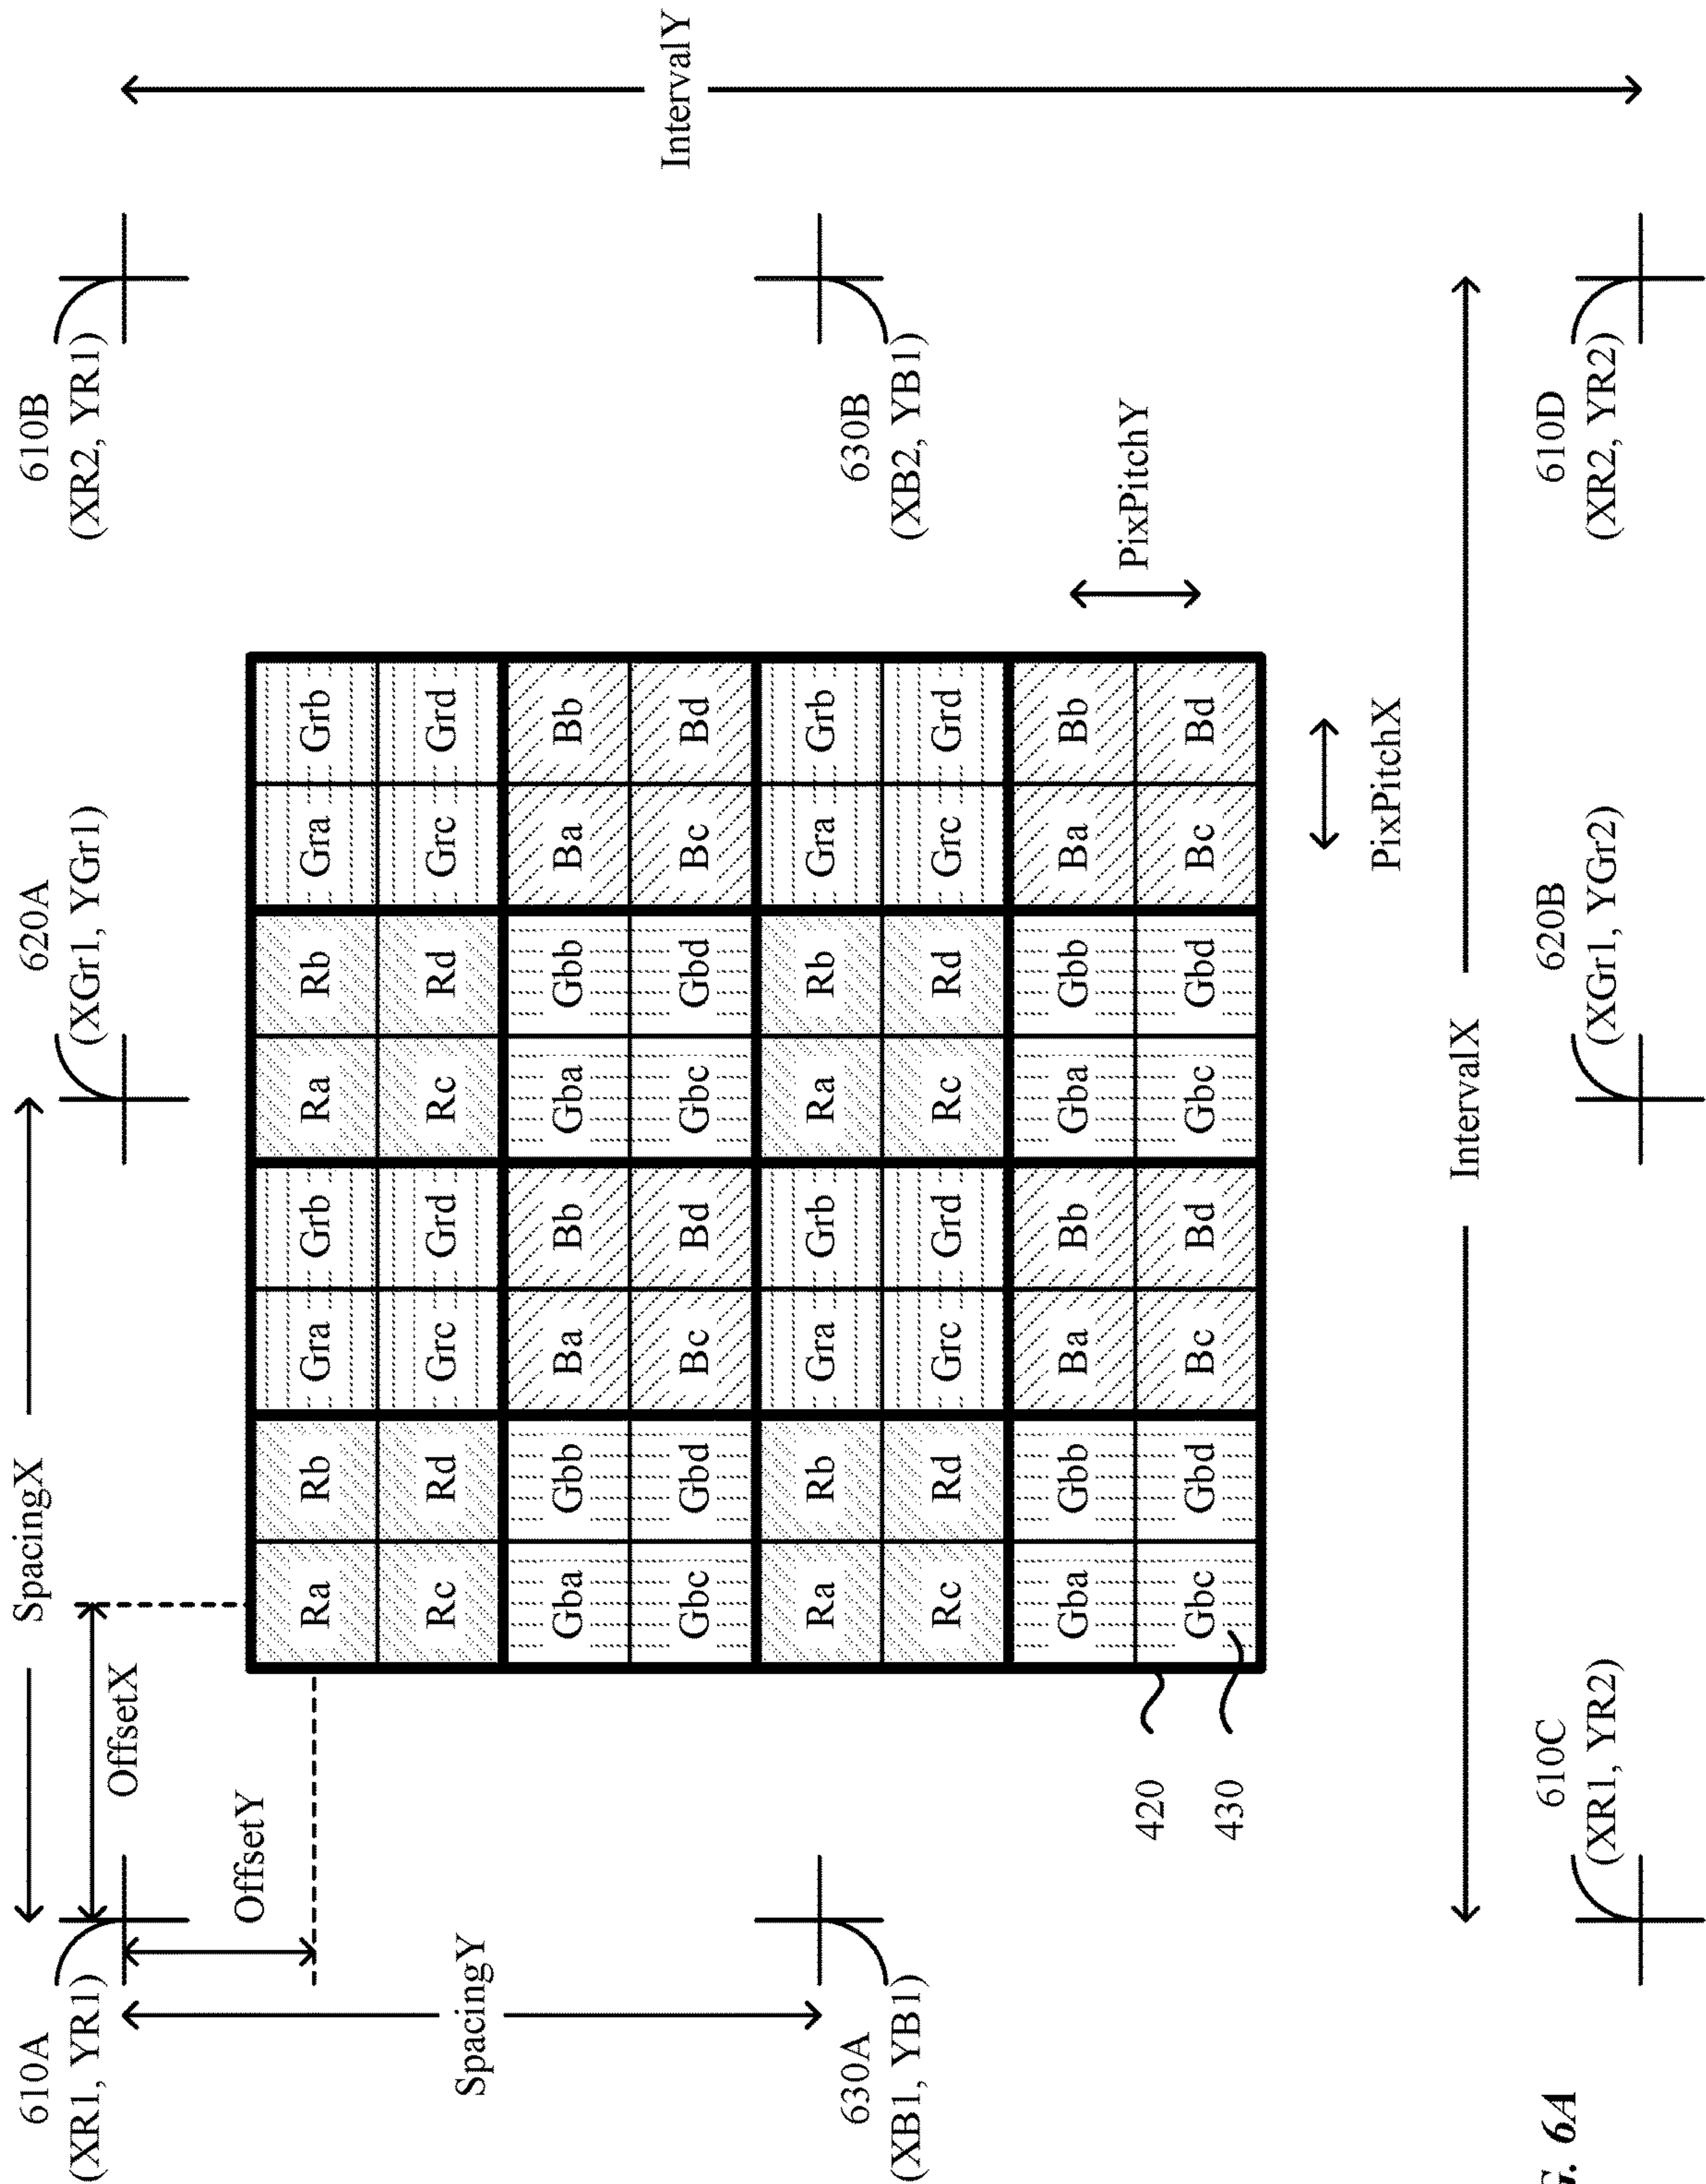 610A
(XR1, YR1)
SpacingX
620A
(XGr1, YGr1)
610B
(XR2, YR1)
OffsetX
OffsetY
Ra Rb Gra Grb Ra Rb Gra Grb
Rc Rd Grc Grd Rc Rd Grc Grd
SpacingY
Gba Gbb Ba Bb Gba Gbb Ba Bb
Gbc Gbd Bc Bd Gbc Gbd Bc Bd
IntervalY
Ra Rb Gra Grb Ra Rb Gra Grb
630A
(XB1, YB1)
630B
(XB2, YB1)
Rc Rd Grc Grd Rc Rd Grc Grd
Gba Gbb Ba Bb Gba Gbb Ba Bb
PixPitchY
420
Gbc Gbd Bc Bd Gbc Gbd Bc Bd
430
PixPitchX
IntervalX
610C
(XR1, YR2)
620B
(XGr1, YGr2)
610D
(XR2, YR2)
G. 6A